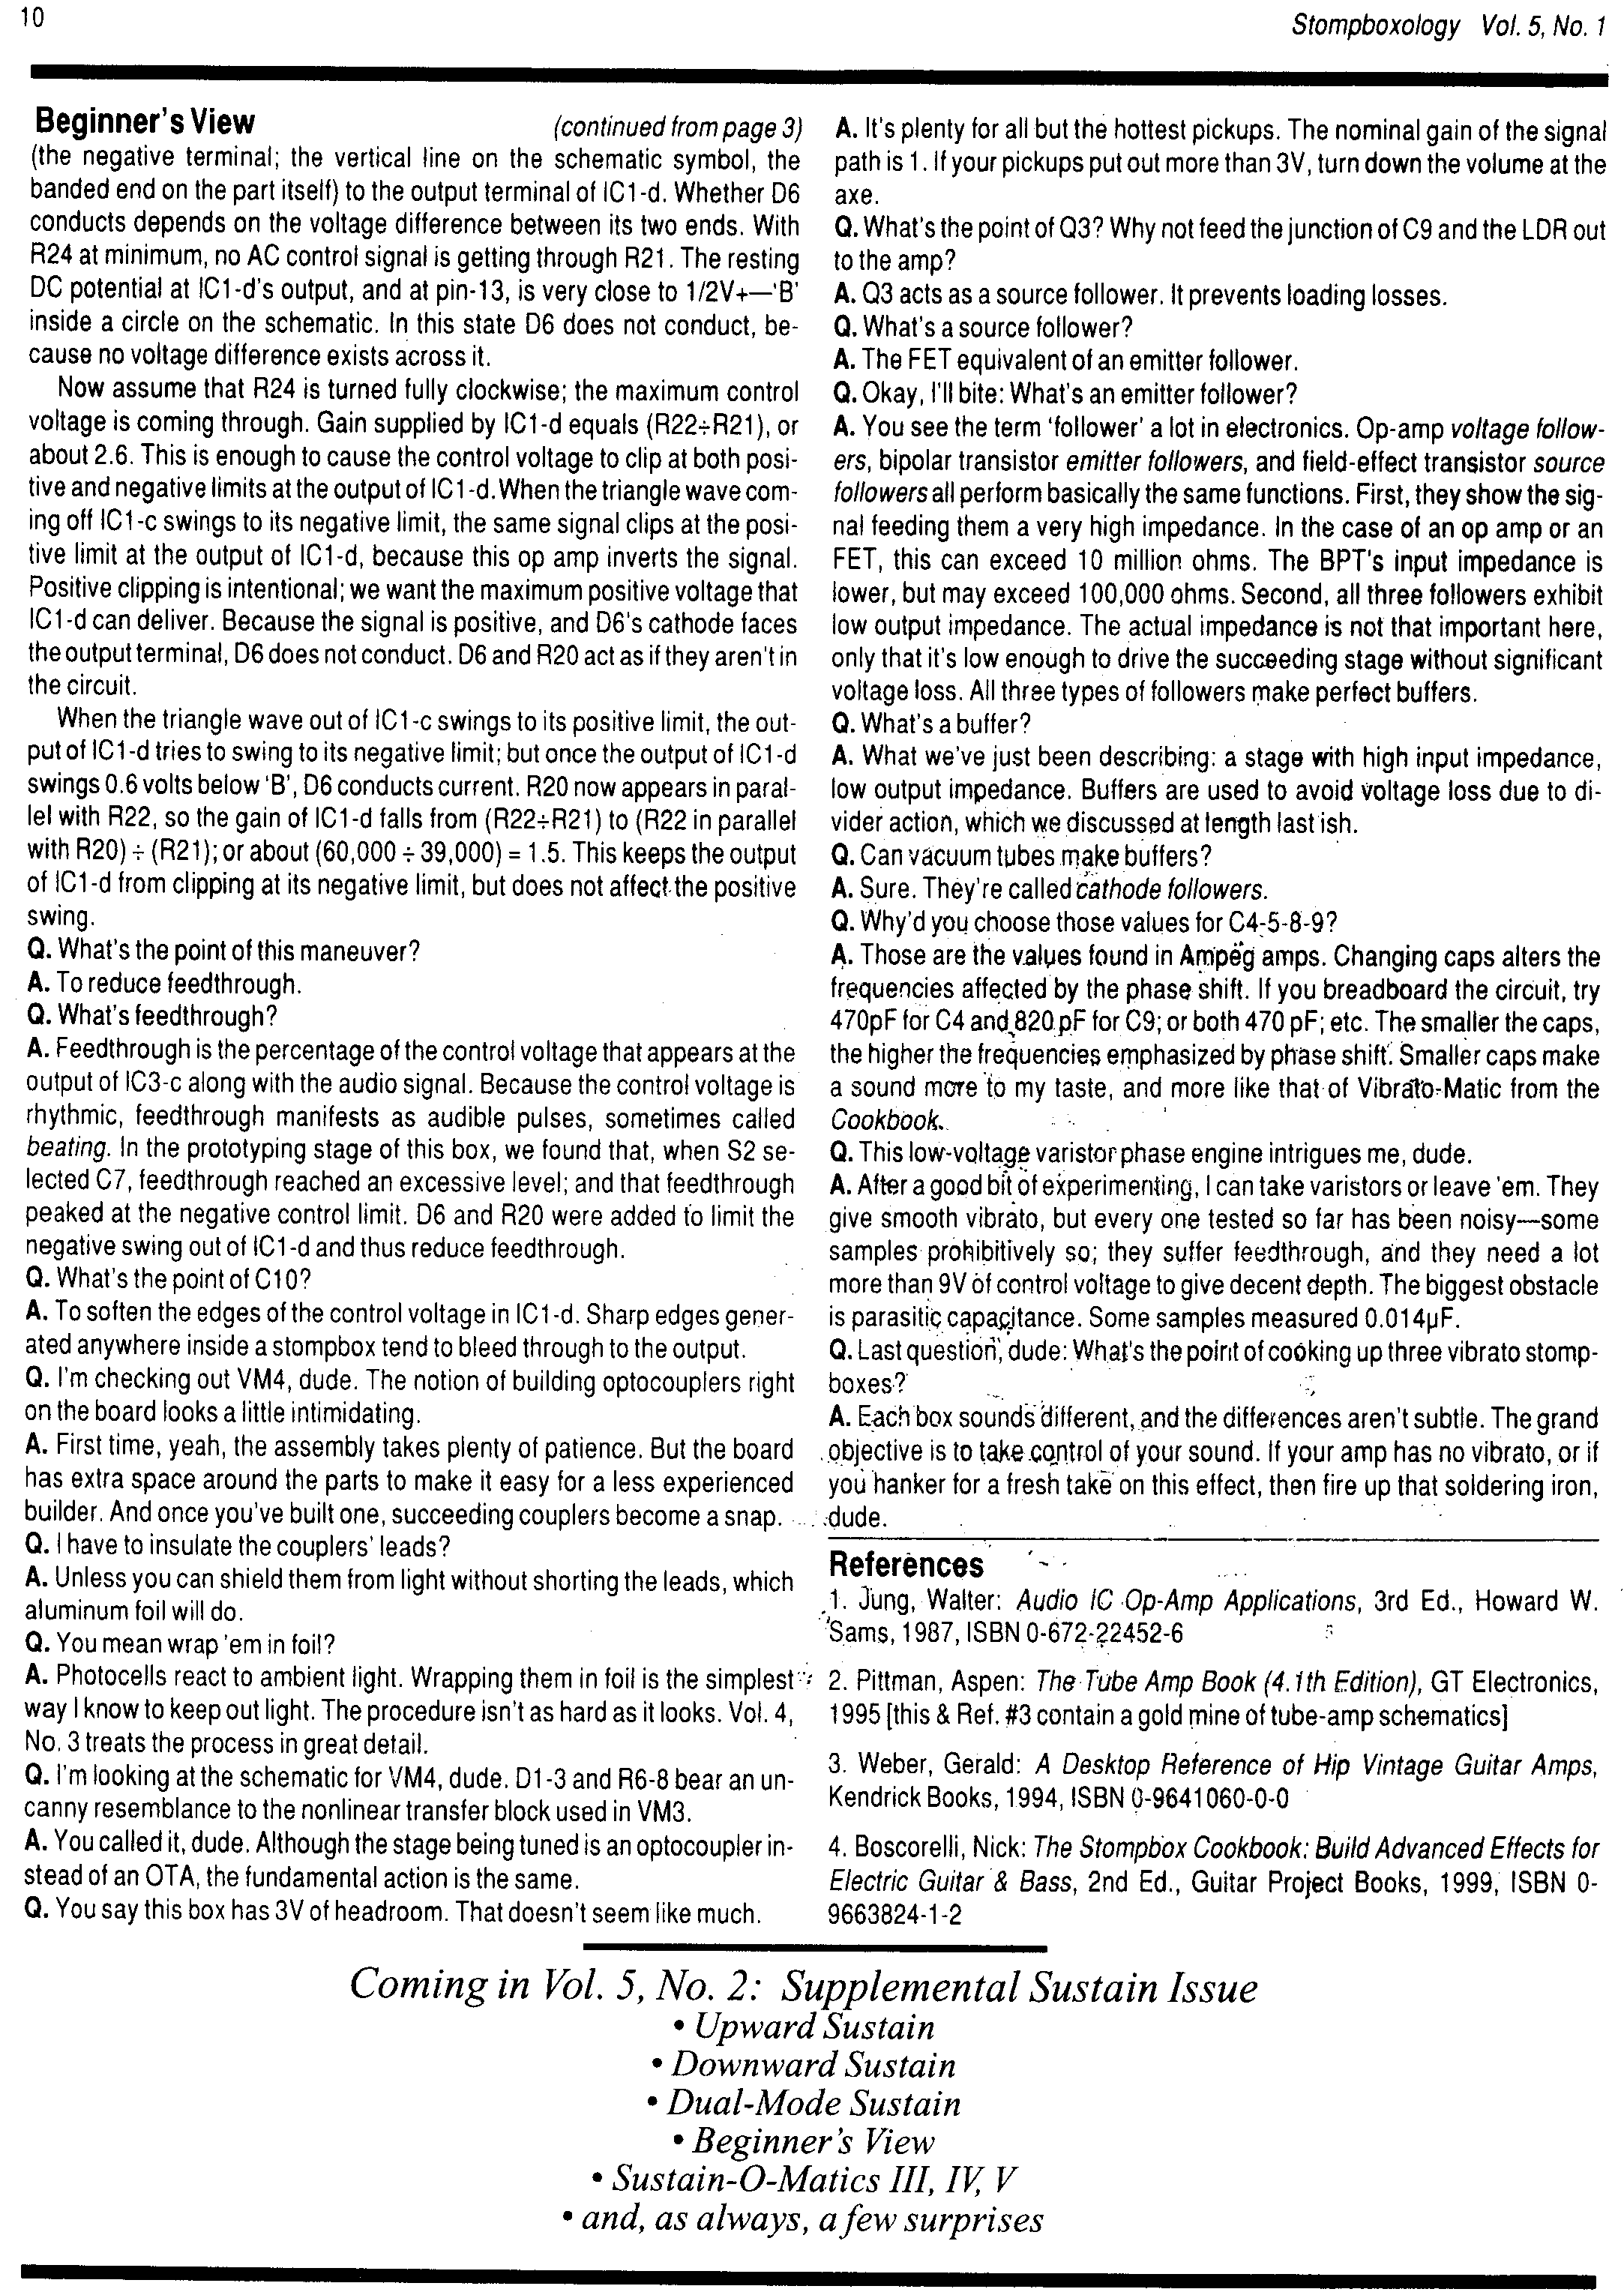 10
Stompboxology Vol. 5, No. 1
Beginner's View (continued from page 3)
(the negative terminal; the vertical line on the schematic symbol, the
banded end on the part itself) to the output terminal of IC1-d. Whether D6
conducts depends on the voltage difference between its two ends. With
R24 at minimum, no AC control signal is getting through R21. The resting
DC potential at IC1-d's output, and at pin-13, is very close to 1/2V+—'B'
inside a circle on the schematic. In this state D6 does not conduct, be-
cause no voltage difference exists across it.
Now assume that R24 is turned fully clockwise; the maximum control
voltage is coming through. Gain supplied by IC1-d equals (R22÷R21), or
about 2.6. This is enough to cause the control voltage to clip at both posi-
tive and negative limits at the output of IC1-d. When the triangle wave com-
ing off IC1-c swings to its negative limit, the same signal clips at the posi-
tive limit at the output of IC1-d, because this op amp inverts the signal.
Positive clipping is intentional; we want the maximum positive voltage that
IC1-d can deliver. Because the signal is positive, and D6's cathode faces
the output terminal, D6 does not conduct. D6 and R20 act as if they aren't in
the circuit.
When the triangle wave out of IC1-c swings to its positive limit, the out-
put of IC1-d tries to swing to its negative limit; but once the output of IC1-d
swings 0.6 volts below 'B', D6 conducts current. R20 now appears in paral-
lel with R22, so the gain of IC1-d falls from (R22÷R21) to (R22 in parallel
with R20) ÷ (R21); or about (60,000 ÷ 39,000) = 1.5. This keeps the output
of IC1-d from clipping at its negative limit, but does not affect the positive
swing.
Q. What's the point of this maneuver?
A. To reduce feedthrough.
Q. What's feedthrough?
A. Feedthrough is the percentage of the control voltage that appears at the
output of IC3-c along with the audio signal. Because the control voltage is
rhythmic, feedthrough manifests as audible pulses, sometimes called
beating. In the prototyping stage of this box, we found that, when S2 se-
lected C7, feedthrough reached an excessive level; and that feedthrough
peaked at the negative control limit. D6 and R20 were added to limit the
negative swing out of IC1-d and thus reduce feedthrough.
Q. What's the point of C10?
A. To soften the edges of the control voltage in IC1-d. Sharp edges gener-
ated anywhere inside a stompbox tend to bleed through to the output.
Q. I'm checking out VM4, dude. The notion of building optocouplers right
on the board looks a little intimidating.
A. First time, yeah, the assembly takes plenty of patience. But the board
has extra space around the parts to make it easy for a less experienced
builder. And once you've built one, succeeding couplers become a snap.
Q. I have to insulate the couplers' leads?
A. Unless you can shield them from light without shorting the leads, which
aluminum foil will do.
Q. You mean wrap 'em in foil?
A. Photocells react to ambient light. Wrapping them in foil is the simplest
way I know to keep out light. The procedure isn't as hard as it looks. Vol. 4,
No. 3 treats the process in great detail.
Q. I'm looking at the schematic for VM4, dude. D1-3 and R6-8 bear an un-
canny resemblance to the nonlinear transfer block used in VM3.
A. You called it, dude. Although the stage being tuned is an optocoupler in-
stead of an OTA, the fundamental action is the same.
Q. You say this box has 3V of headroom. That doesn't seem like much.
A. It's plenty for all but the hottest pickups. The nominal gain of the signal
path is 1. If your pickups put out more than 3V, turn down the volume at the
axe.
Q. What's the point of Q3? Why not feed the junction of C9 and the LDR out
to the amp?
A. Q3 acts as a source follower. It prevents loading losses.
Q. What's a source follower?
A. The FET equivalent of an emitter follower.
Q. Okay, I'll bite: What's an emitter follower?
A. You see the term 'follower' a lot in electronics. Op-amp voltage follow-
ers, bipolar transistor emitter followers, and field-effect transistor source
followers all perform basically the same functions. First, they show the sig-
nal feeding them a very high impedance. In the case of an op amp or an
FET, this can exceed 10 million ohms. The BPT's input impedance is
lower, but may exceed 100,000 ohms. Second, all three followers exhibit
low output impedance. The actual impedance is not that important here,
only that it's low enough to drive the succeeding stage without significant
voltage loss. All three types of followers make perfect buffers.
Q. What's a buffer?
A. What we've just been describing: a stage with high input impedance,
low output impedance. Buffers are used to avoid voltage loss due to di-
vider action, which we discussed at length last ish.
Q. Can vacuum tubes make buffers?
A. Sure. They're called cathode followers.
Q. Why'd you choose those values for C4-5-8-9?
A. Those are the values found in Ampeg amps. Changing caps alters the
frequencies affected by the phase shift. If you breadboard the circuit, try
470pF for C4 and 820 pF for C9; or both 470 pF; etc. The smaller the caps,
the higher the frequencies emphasized by phase shift. Smaller caps make
a sound more to my taste, and more like that of Vibrato-Matic from the
Cookbook.
Q. This low-voltage varistor phase engine intrigues me, dude.
A. After a good bit of experimenting, I can take varistors or leave 'em. They
give smooth vibrato, but every one tested so far has been noisy—some
samples prohibitively so; they suffer feedthrough, and they need a lot
more than 9V of control voltage to give decent depth. The biggest obstacle
is parasitic capacitance. Some samples measured 0.014µF.
Q. Last question, dude: What's the point of cooking up three vibrato stomp-
boxes?
A. Each box sounds different, and the differences aren't subtle. The grand
objective is to take control of your sound. If your amp has no vibrato, or if
you hanker for a fresh take on this effect, then fire up that soldering iron,
dude.
References
1. Jung, Walter: Audio IC Op-Amp Applications, 3rd Ed., Howard W.
Sams, 1987, ISBN 0-672-22452-6
2. Pittman, Aspen: The Tube Amp Book (4.1th Edition), GT Electronics,
1995 [this & Ref. #3 contain a gold mine of tube-amp schematics]
3. Weber, Gerald: A Desktop Reference of Hip Vintage Guitar Amps,
Kendrick Books, 1994, ISBN 0-9641060-0-0
4. Boscorelli, Nick: The Stompbox Cookbook: Build Advanced Effects for
Electric Guitar & Bass, 2nd Ed., Guitar Project Books, 1999, ISBN 0-
9663824-1-2
Coming in Vol. 5, No. 2: Supplemental Sustain Issue
• Upward Sustain
• Downward Sustain
• Dual-Mode Sustain
• Beginner's View
• Sustain-O-Matics III, IV, V
• and, as always, a few surprises